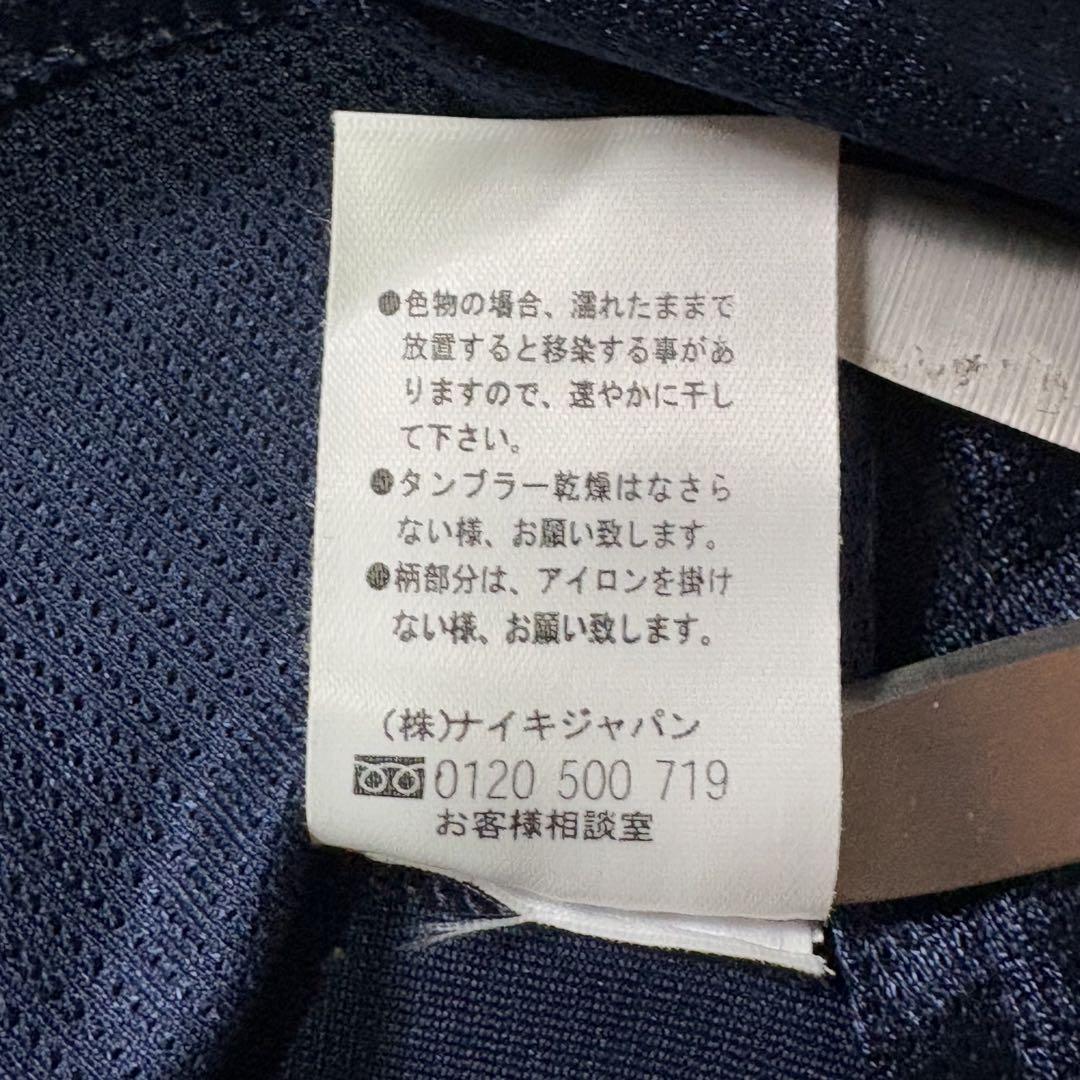 ●色物の場合、濡れたままで
放置すると移染する事があ
りますので、速やかに干し
て下さい。
●タンブラー乾燥はなさら
ない様、お願い致します。
●柄部分は、アイロンを掛け
ない様、お願い致します。
(株)ナイキジャパン
0120 500 719
お客様相談室